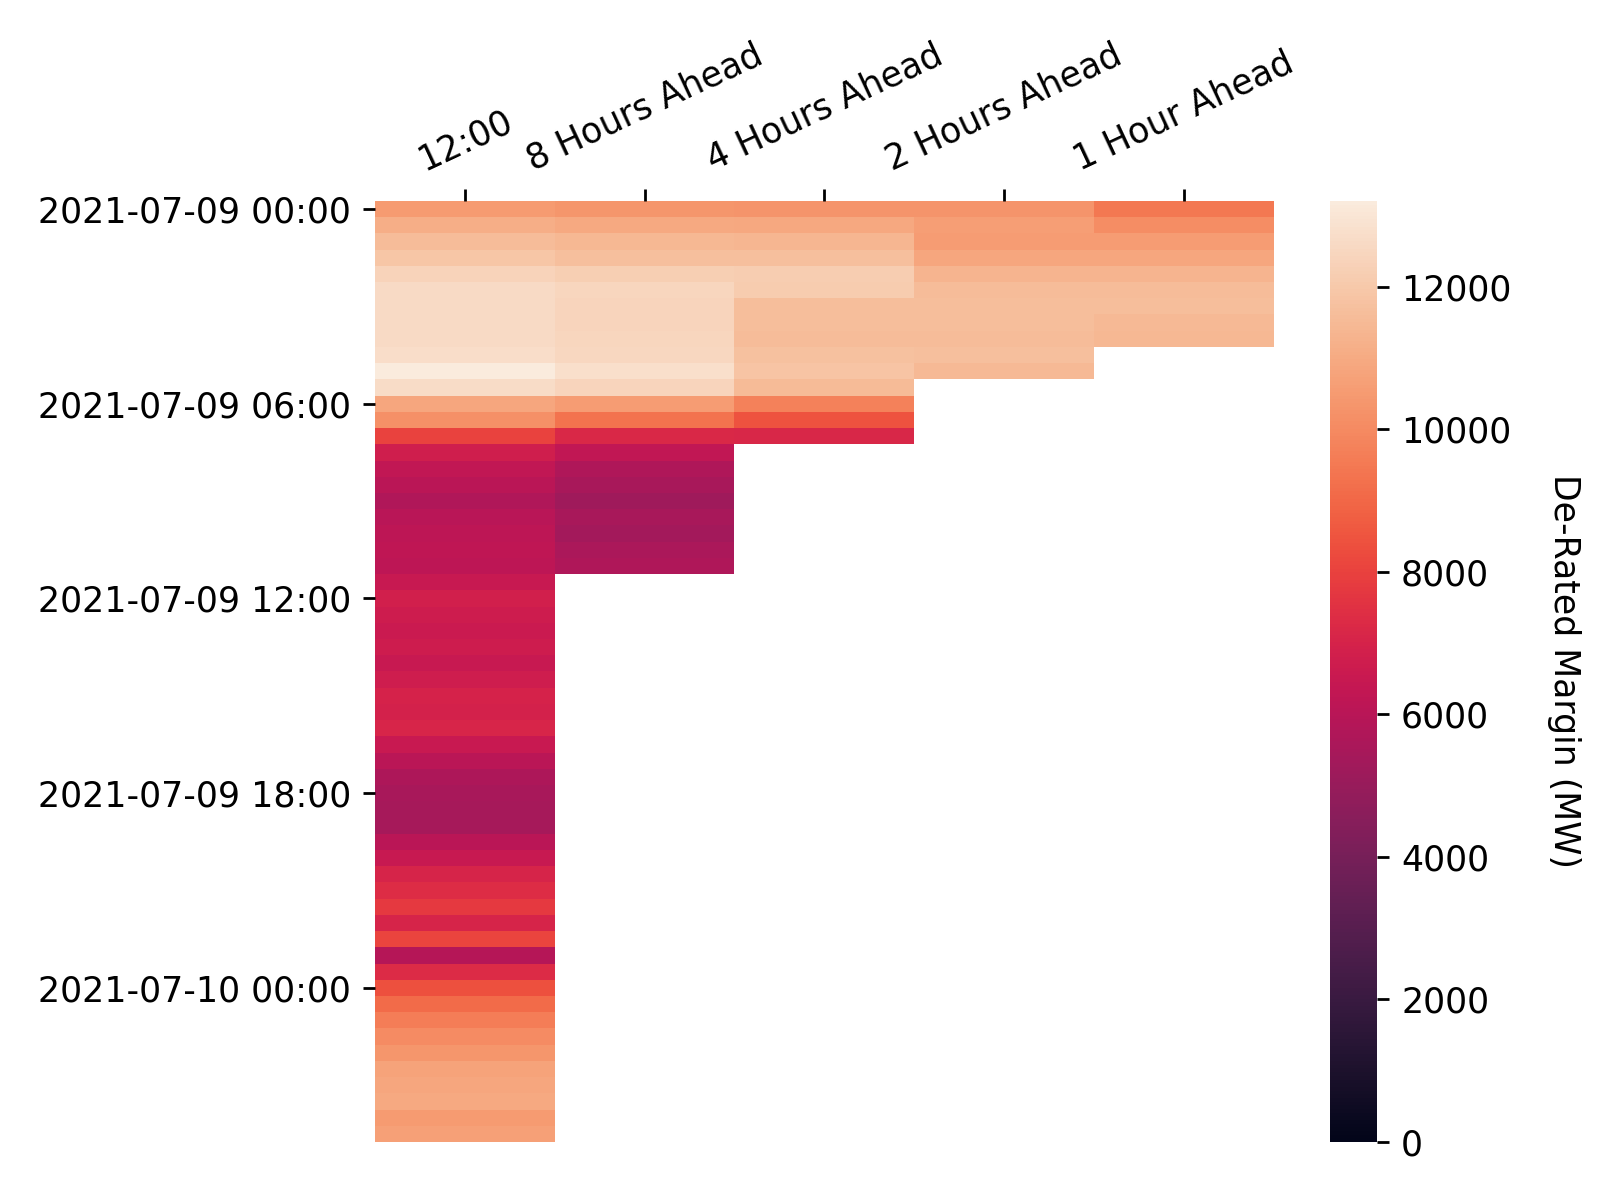 12:00
8 Hours Ahead
4 Hours Ahead
2 Hours Ahead
1 Hour Ahead
2021-07-09 00:00
2021-07-09 06:00
2021-07-09 12:00
2021-07-09 18:00
2021-07-10 00:00
12000
10000
8000
6000
4000
2000
0
De-Rated Margin (MW)